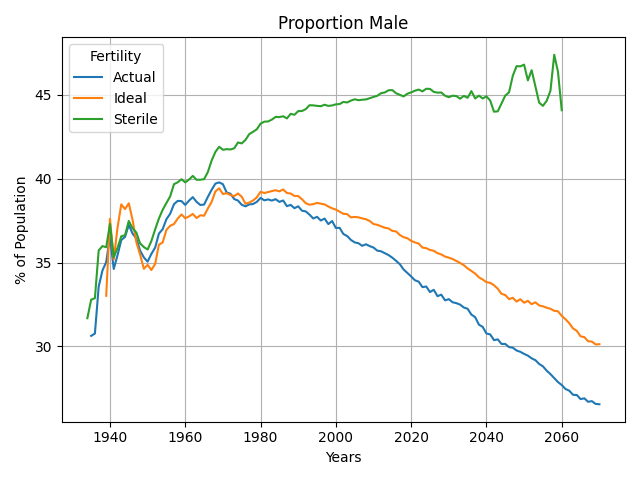 Proportion Male
Fertility
Actual
Ideal
Sterile
% of Population
45
40
35
30
1940 1960 1980 2000 2020 2040 2060
Years